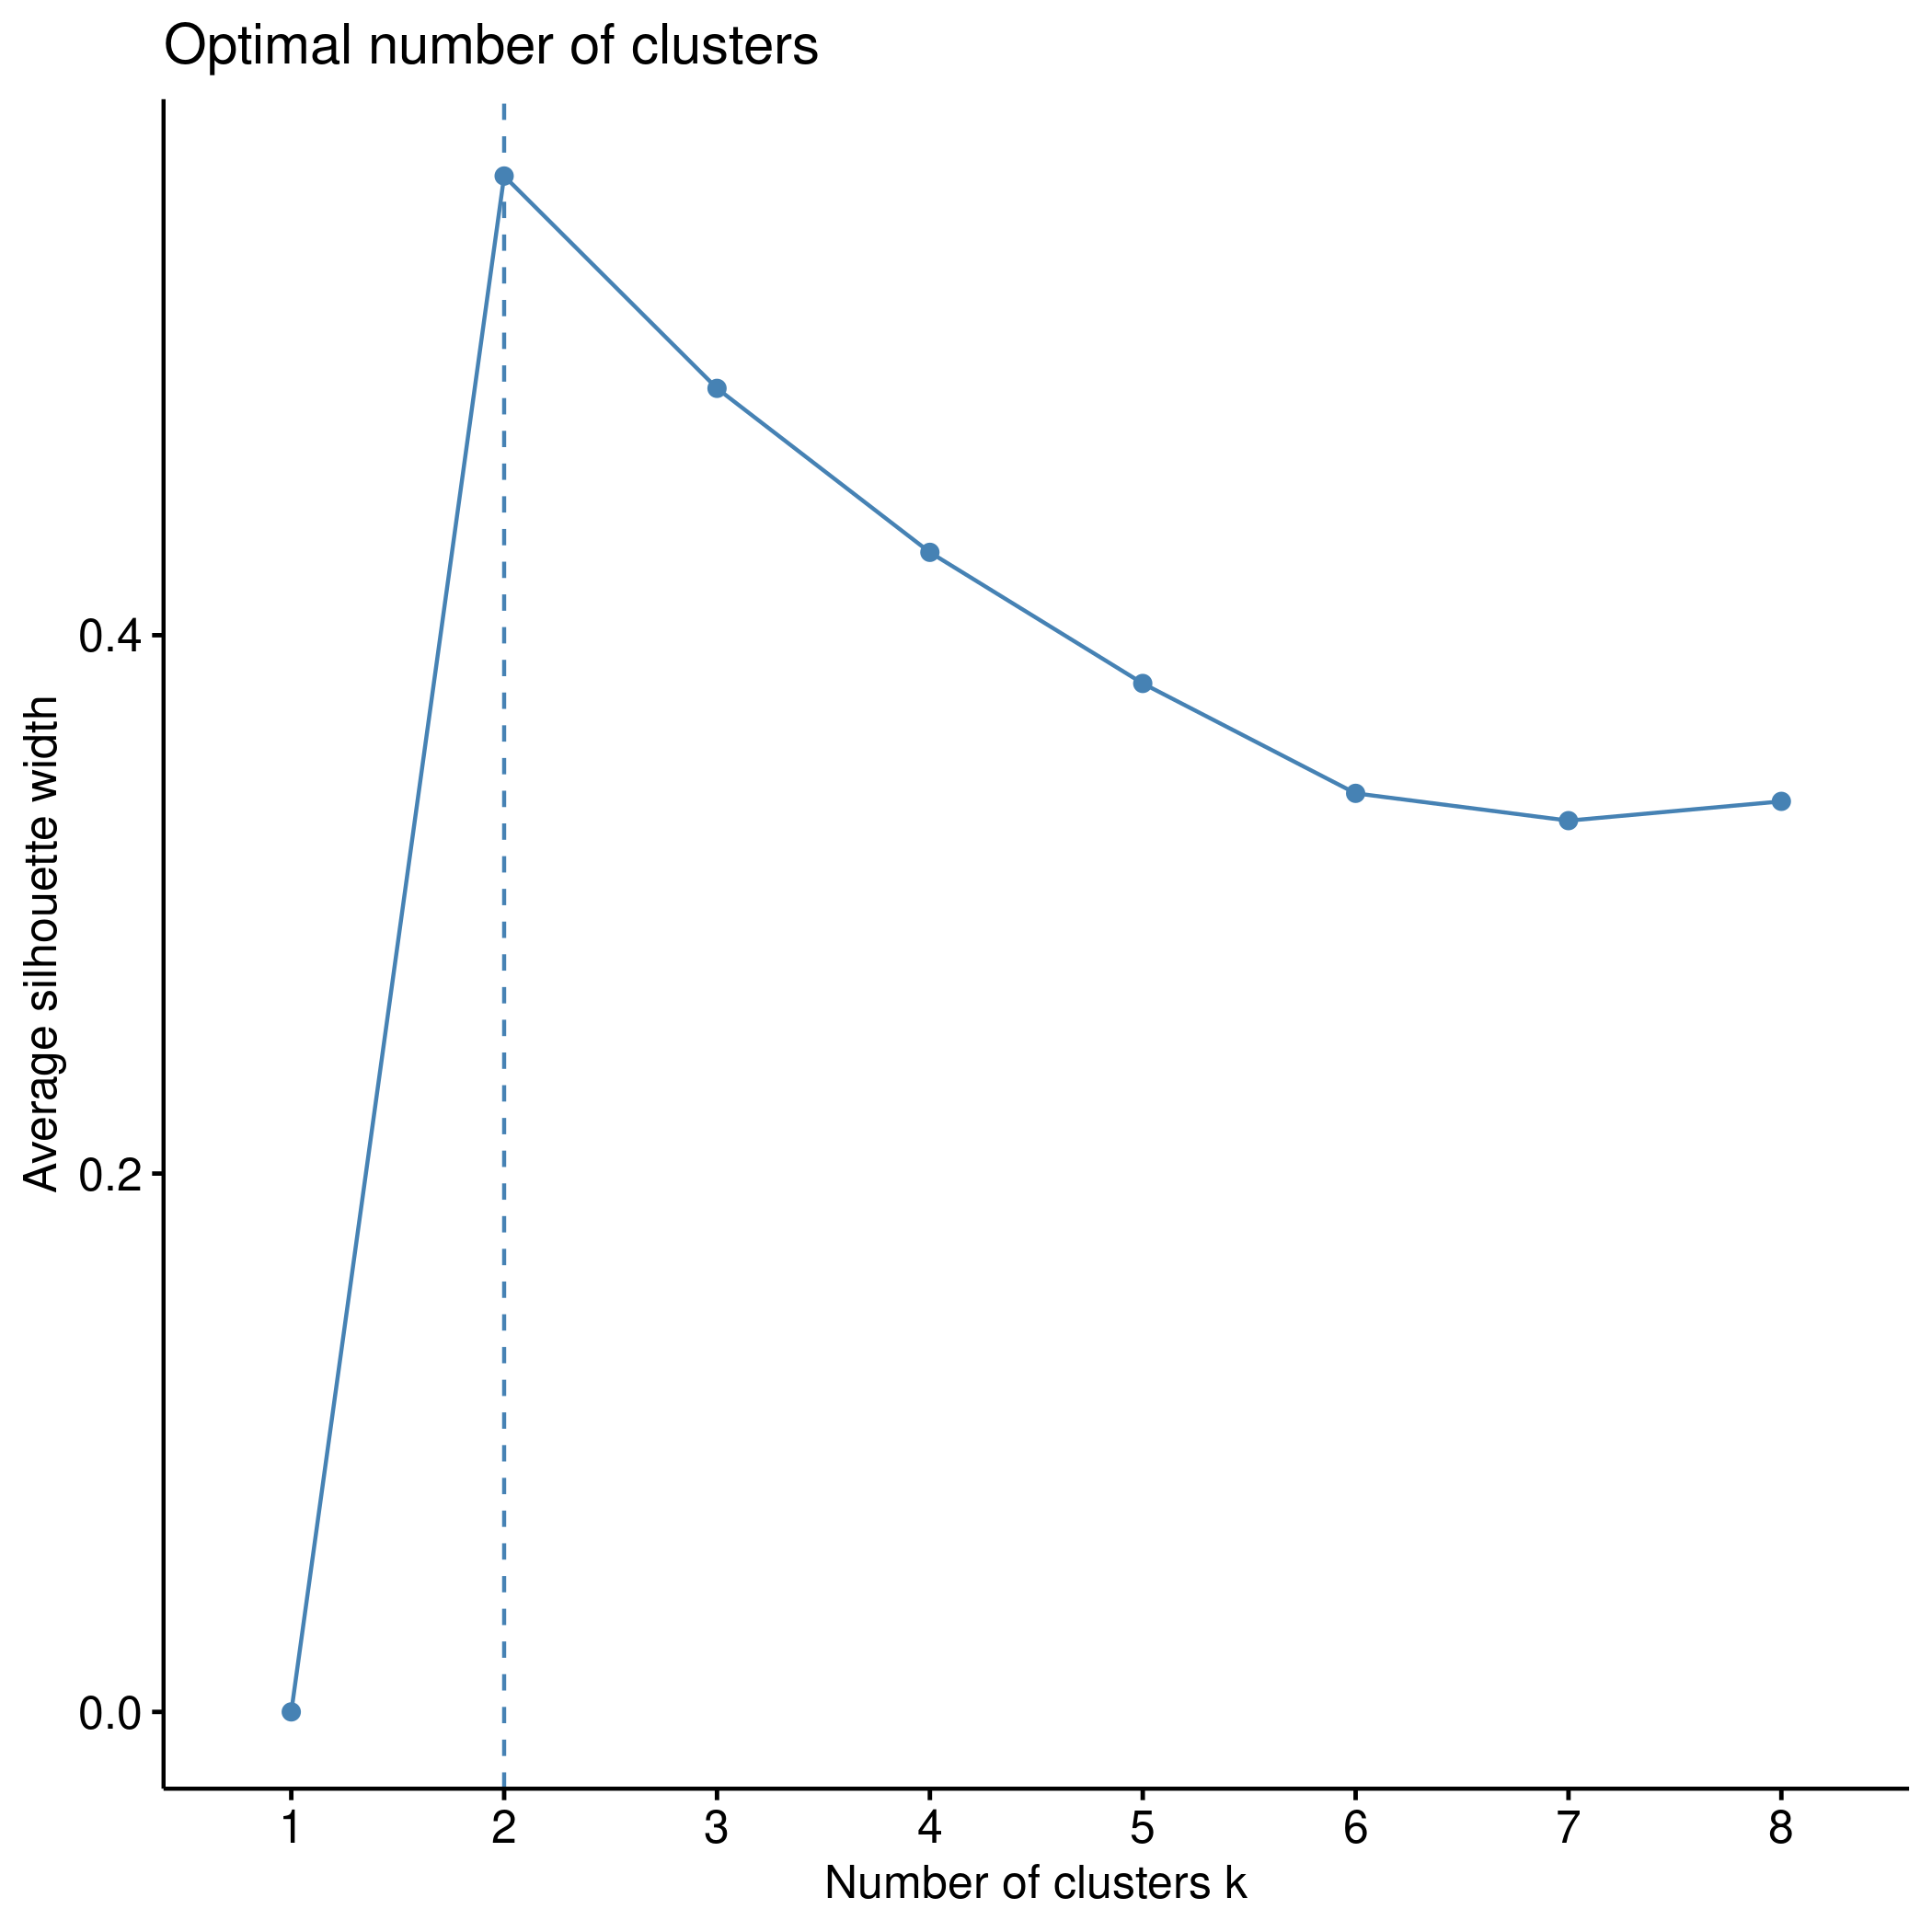 Optimal number of clusters
Average silhouette width
0.4
0.2
0.0
1 2 3 4 5 6 7 8
Number of clusters k